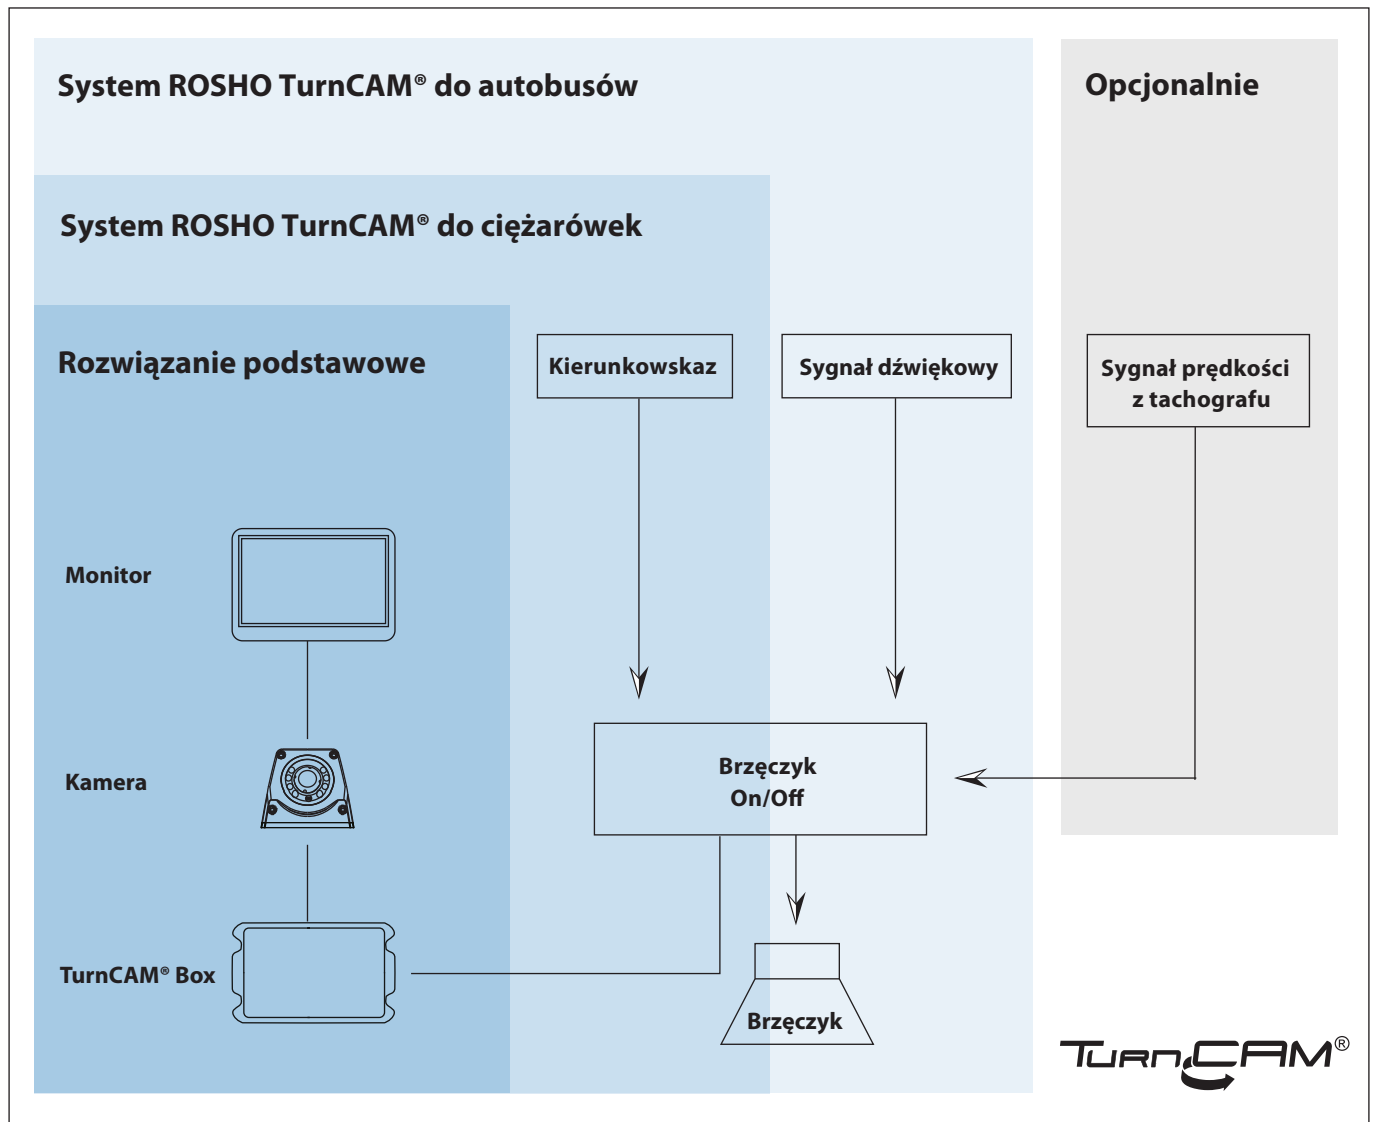 System ROSHO TurnCAM® do autobusów
Opcjonalnie
System ROSHO TurnCAM® do ciężarówek
Rozwiązanie podstawowe
Kierunkowskaz
Sygnał dźwiękowy
Sygnał prędkości
z tachografu
Monitor
Kamera
Brzęczyk
On/Off
TurnCAM® Box
Brzęczyk
TurnCAM®